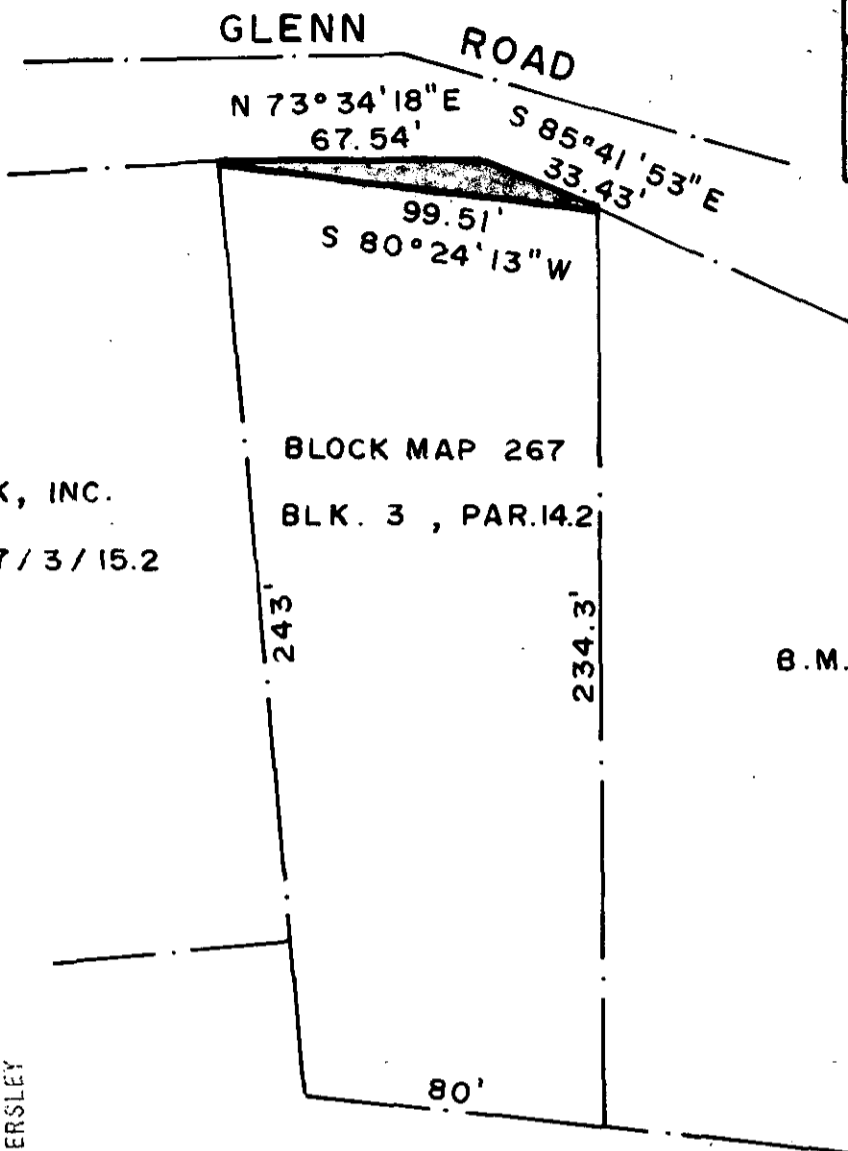 GLENN ROAD
N 73°34'18"E
67.54'
S 85°41'53"E
33.43'
99.51'
S 80°24'13"W
BLOCK MAP 267
BLK. 3 , PAR.14.2
, INC.
/ 3 / 15.2
243'
234.3'
B.M.
80'
ERSLEY